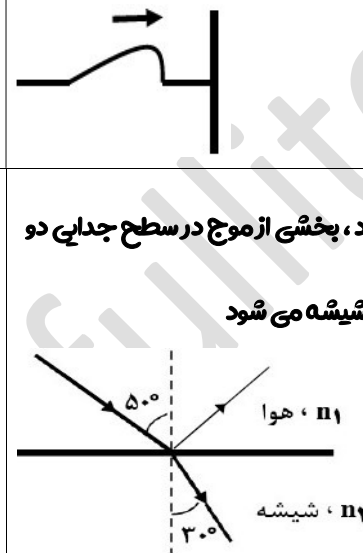 د ، بخشی از موج در سطح جدایی دو
شیشه می شود
۵۰°
n۱ ، هوا
n۲ ، شیشه
۳۰°